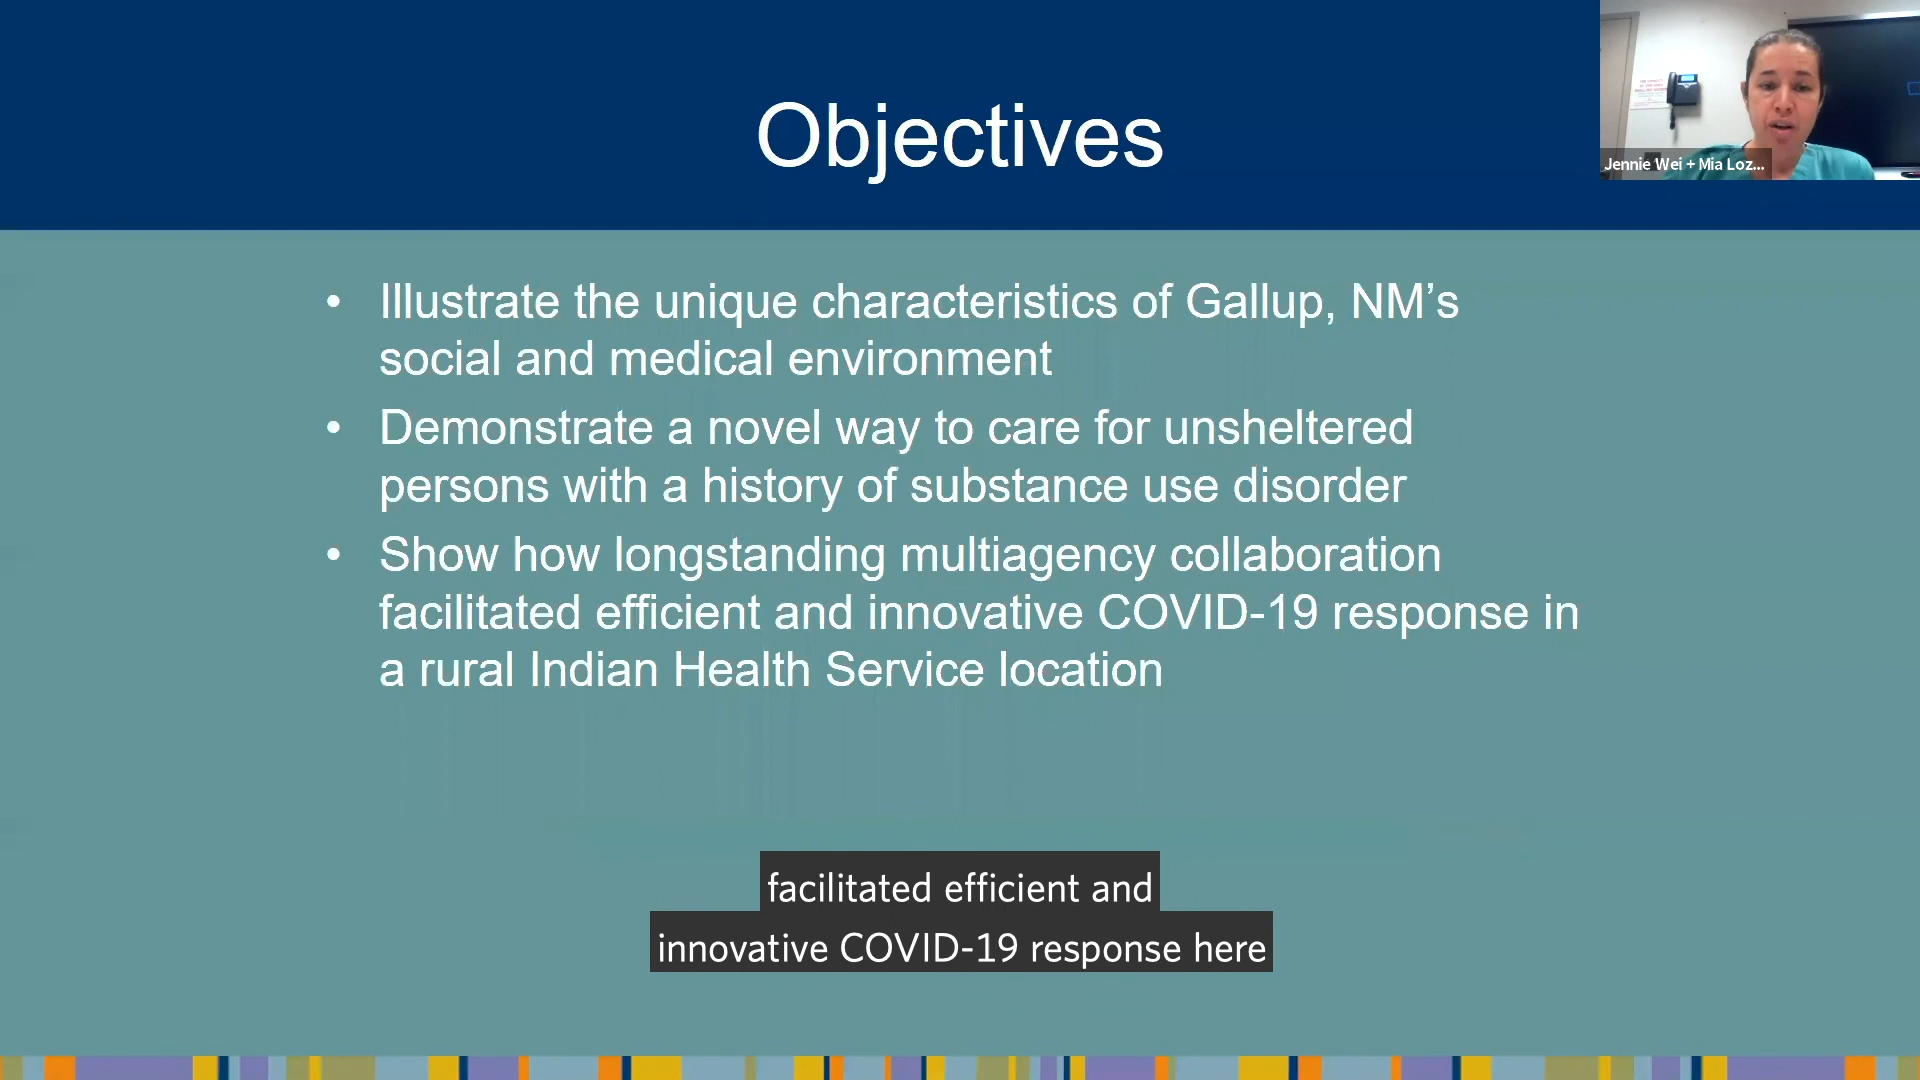 Objectives
Jennie Wei + Mia Loz...
• Illustrate the unique characteristics of Gallup, NM’s
social and medical environment
• Demonstrate a novel way to care for unsheltered
persons with a history of substance use disorder
• Show how longstanding multiagency collaboration
facilitated efficient and innovative COVID-19 response in
a rural Indian Health Service location
facilitated efficient and
innovative COVID-19 response here